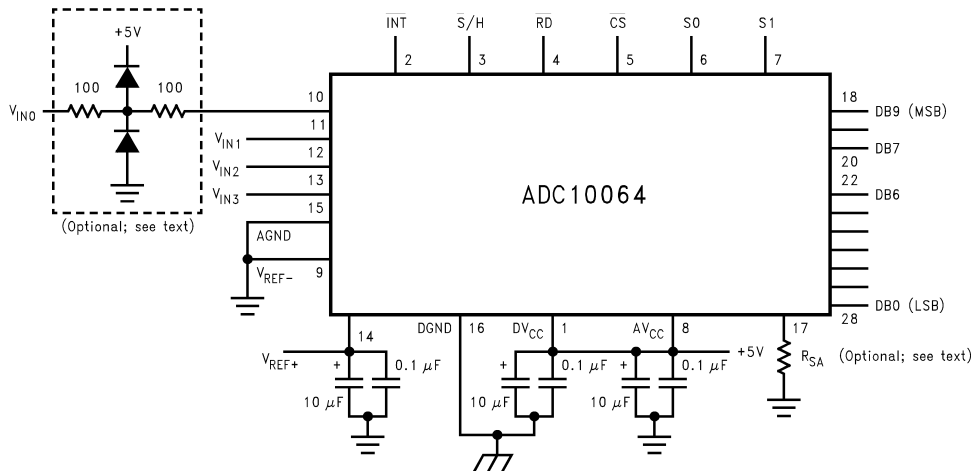 INT S/H RD CS S0 S1
2 3 4 5 6 7
+5V
100 100
V_IN0
10
11
V_IN1
12
V_IN2
13
V_IN3
15
AGND
V_REF- 9
(Optional; see text)
ADC10064
18
DB9 (MSB)
DB7
20
22
DB6
DB0 (LSB)
28
14 DGND 16 DV_CC 1 AV_CC 8 17
V_REF+ + 0.1 μF + 0.1 μF + 0.1 μF +5V R_SA (Optional; see text)
10 μF 10 μF 10 μF